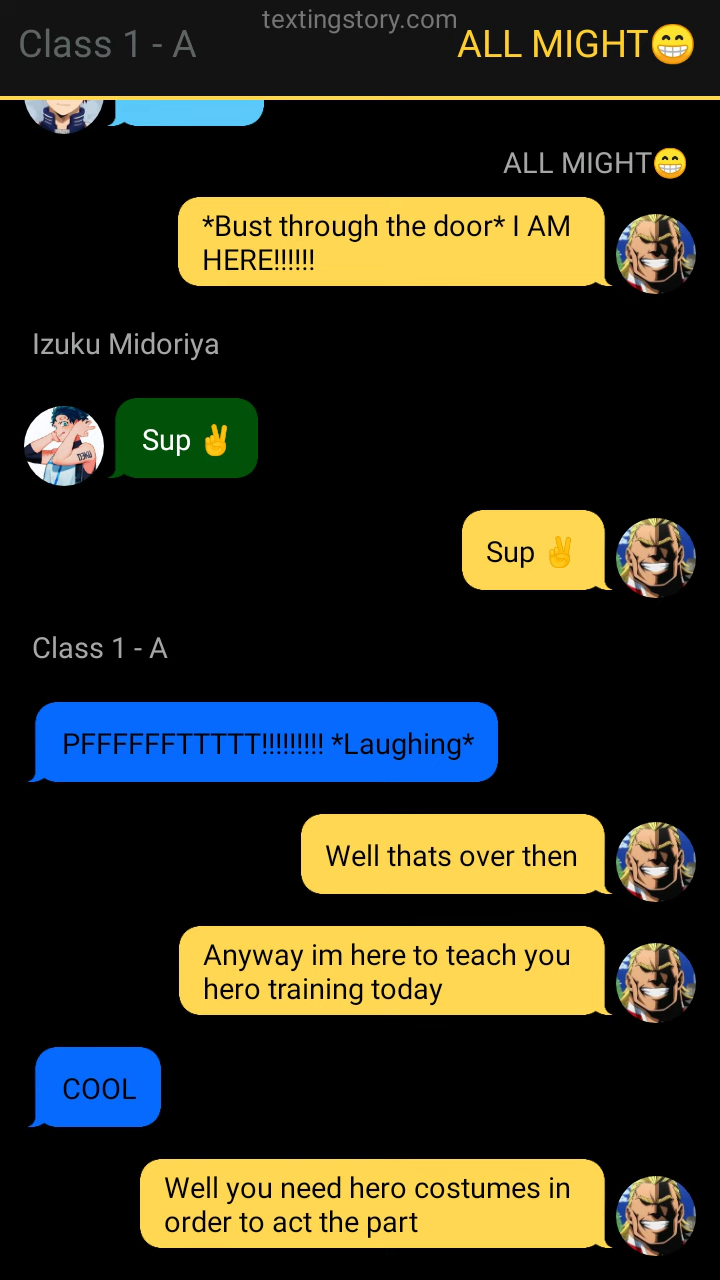 textingstory.com
Class 1 - A
ALL MIGHT😁
ALL MIGHT😁
*Bust through the door* I AM
HERE!!!!!!
Izuku Midoriya
Sup ✌
DEKU
Sup ✌
Class 1 - A
PFFFFFFTTTTT!!!!!!!!! *Laughing*
Well thats over then
Anyway im here to teach you
hero training today
COOL
Well you need hero costumes in
order to act the part